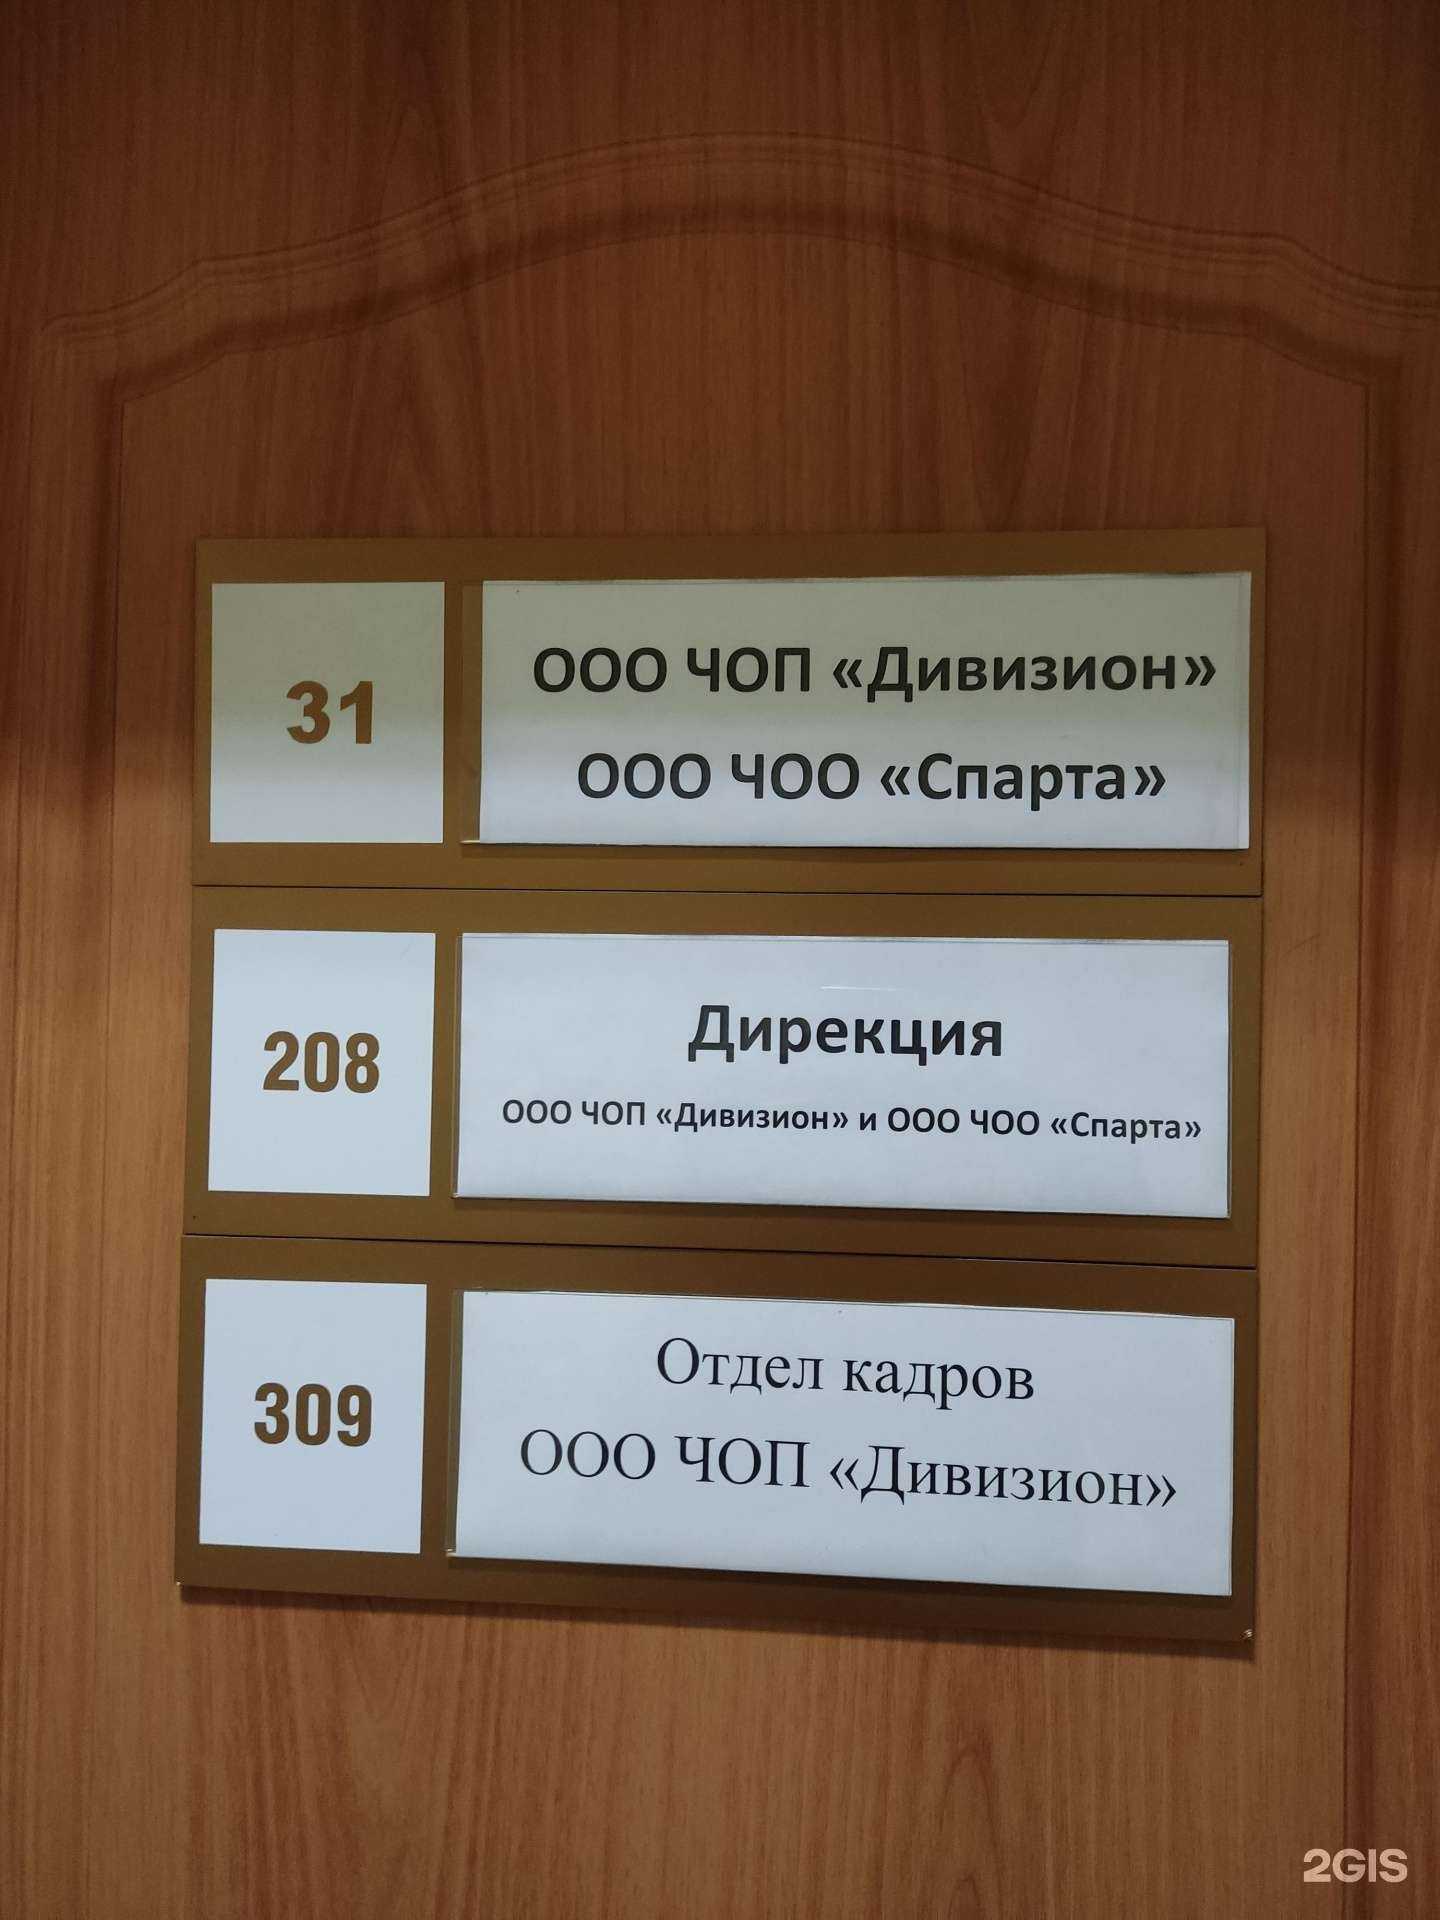 31
ООО ЧОП «Дивизион»
ООО ЧОО «Спарта»
208
Дирекция
ООО ЧОП «Дивизион» и ООО ЧОО «Спарта»
309
Отдел кадров
ООО ЧОП «Дивизион»
2GIS